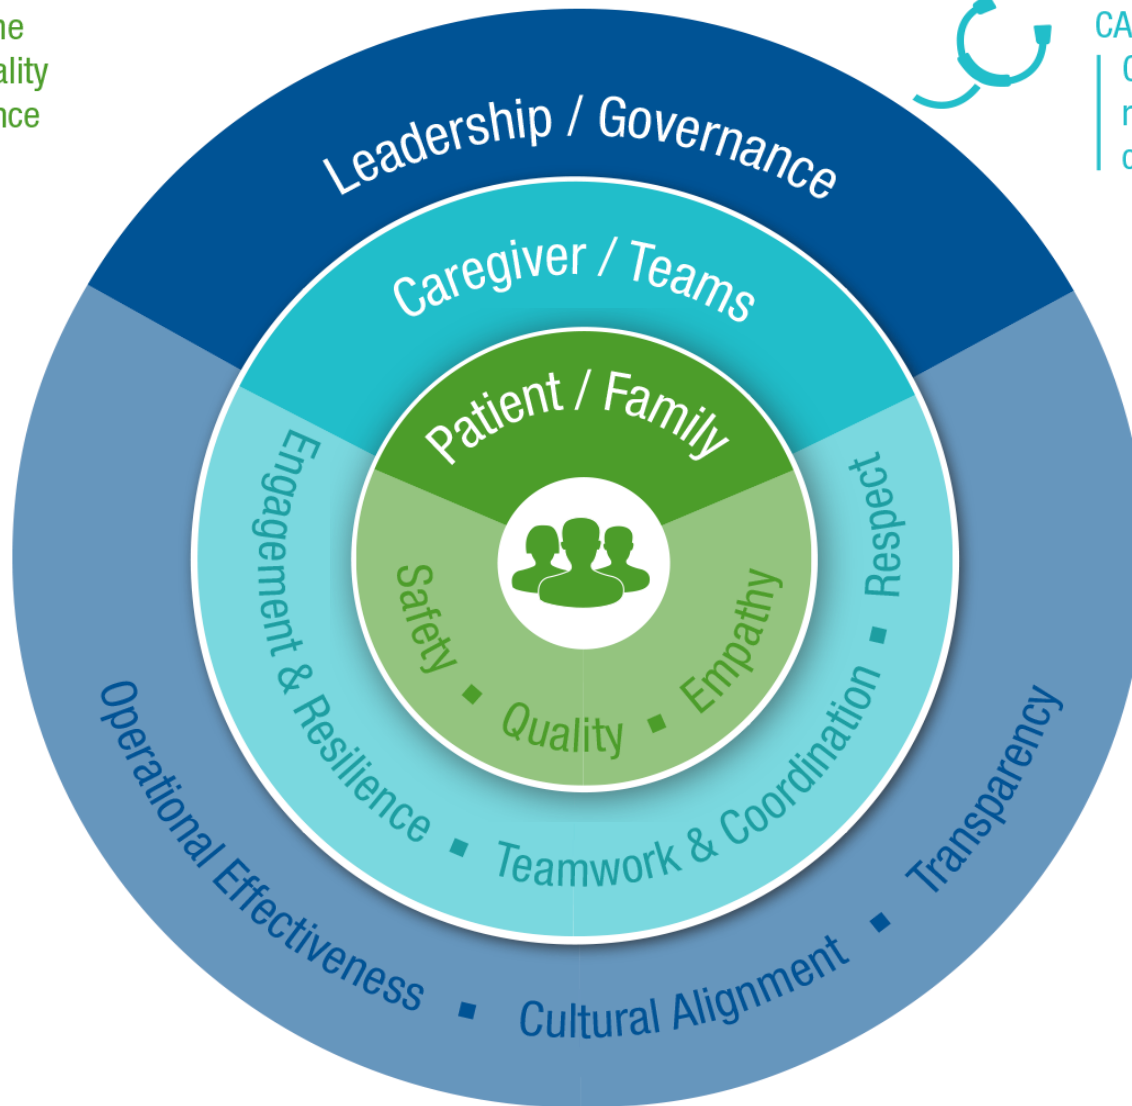 Leadership / Governance
Caregiver / Teams
Patient / Family
Safety ▪ Quality ▪ Empathy
Engagement & Resilience ▪ Teamwork & Coordination ▪ Respect
Operational Effectiveness ▪ Cultural Alignment ▪ Transparency